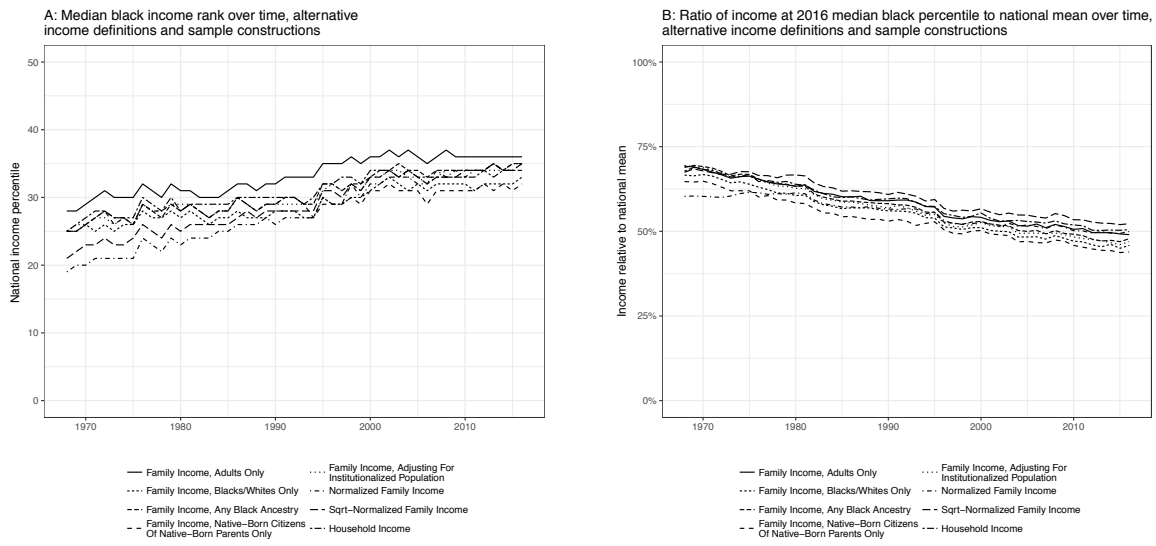 A: Median black income rank over time, alternative
income definitions and sample constructions
50
40
30
20
10
0
National income percentile
1970 1980 1990 2000 2010
Family Income, Adults Only
Family Income, Blacks/Whites Only
Family Income, Any Black Ancestry
Family Income, Native−Born Citizens
Of Native−Born Parents Only
Family Income, Adjusting For
Institutionalized Population
Normalized Family Income
Sqrt−Normalized Family Income
Household Income
B: Ratio of income at 2016 median black percentile to national mean over time,
alternative income definitions and sample constructions
100%
75%
50%
25%
0%
Income relative to national mean
1970 1980 1990 2000 2010
Family Income, Adults Only
Family Income, Blacks/Whites Only
Family Income, Any Black Ancestry
Family Income, Native−Born Citizens
Of Native−Born Parents Only
Family Income, Adjusting For
Institutionalized Population
Normalized Family Income
Sqrt−Normalized Family Income
Household Income